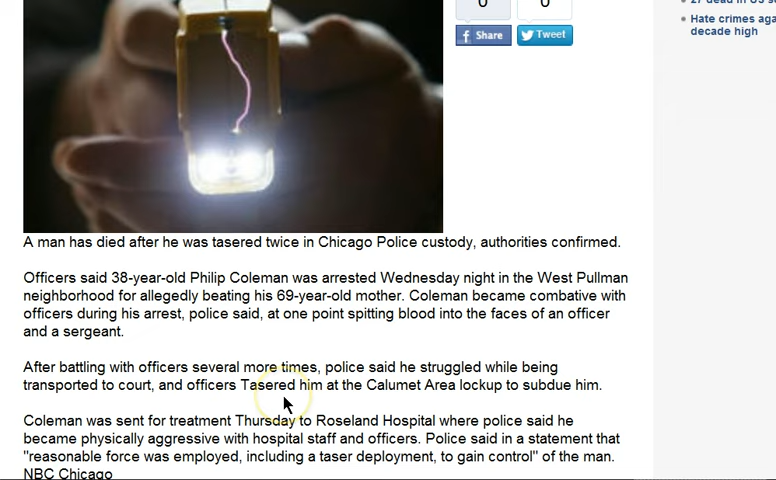 0 0
Share Tweet
Hate crimes
decade high
A man has died after he was tasered twice in Chicago Police custody, authorities confirmed.
Officers said 38-year-old Philip Coleman was arrested Wednesday night in the West Pullman
neighborhood for allegedly beating his 69-year-old mother. Coleman became combative with
officers during his arrest, police said, at one point spitting blood into the faces of an officer
and a sergeant.
After battling with officers several more times, police said he struggled while being
transported to court, and officers Tasered him at the Calumet Area lockup to subdue him.
Coleman was sent for treatment Thursday to Roseland Hospital where police said he
became physically aggressive with hospital staff and officers. Police said in a statement that
"reasonable force was employed, including a taser deployment, to gain control" of the man.
NBC Chicago